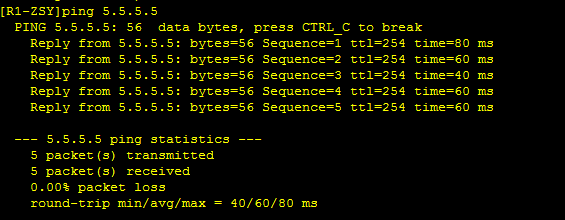 [R1-ZSY]ping 5.5.5.5
PING 5.5.5.5: 56  data bytes, press CTRL_C to break
Reply from 5.5.5.5: bytes=56 Sequence=1 ttl=254 time=80 ms
Reply from 5.5.5.5: bytes=56 Sequence=2 ttl=254 time=60 ms
Reply from 5.5.5.5: bytes=56 Sequence=3 ttl=254 time=40 ms
Reply from 5.5.5.5: bytes=56 Sequence=4 ttl=254 time=60 ms
Reply from 5.5.5.5: bytes=56 Sequence=5 ttl=254 time=60 ms
--- 5.5.5.5 ping statistics ---
5 packet(s) transmitted
5 packet(s) received
0.00% packet loss
round-trip min/avg/max = 40/60/80 ms